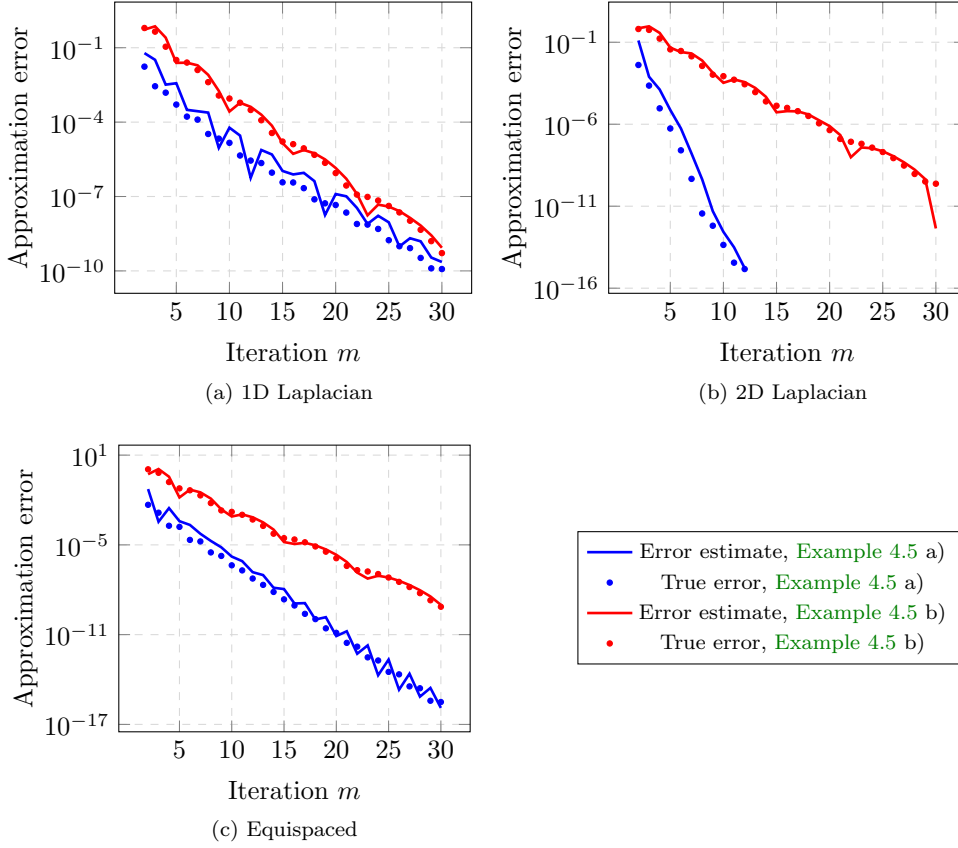 Approximation error
10^−1
10^−4
10^−7
10^−10
5 10 15 20 25 30
Iteration m
(a) 1D Laplacian
Approximation error
10^−1
10^−6
10^−11
10^−16
5 10 15 20 25 30
Iteration m
(b) 2D Laplacian
Approximation error
10^1
10^−5
10^−11
10^−17
5 10 15 20 25 30
Iteration m
(c) Equispaced
Error estimate, Example 4.5 a)
True error, Example 4.5 a)
Error estimate, Example 4.5 b)
True error, Example 4.5 b)